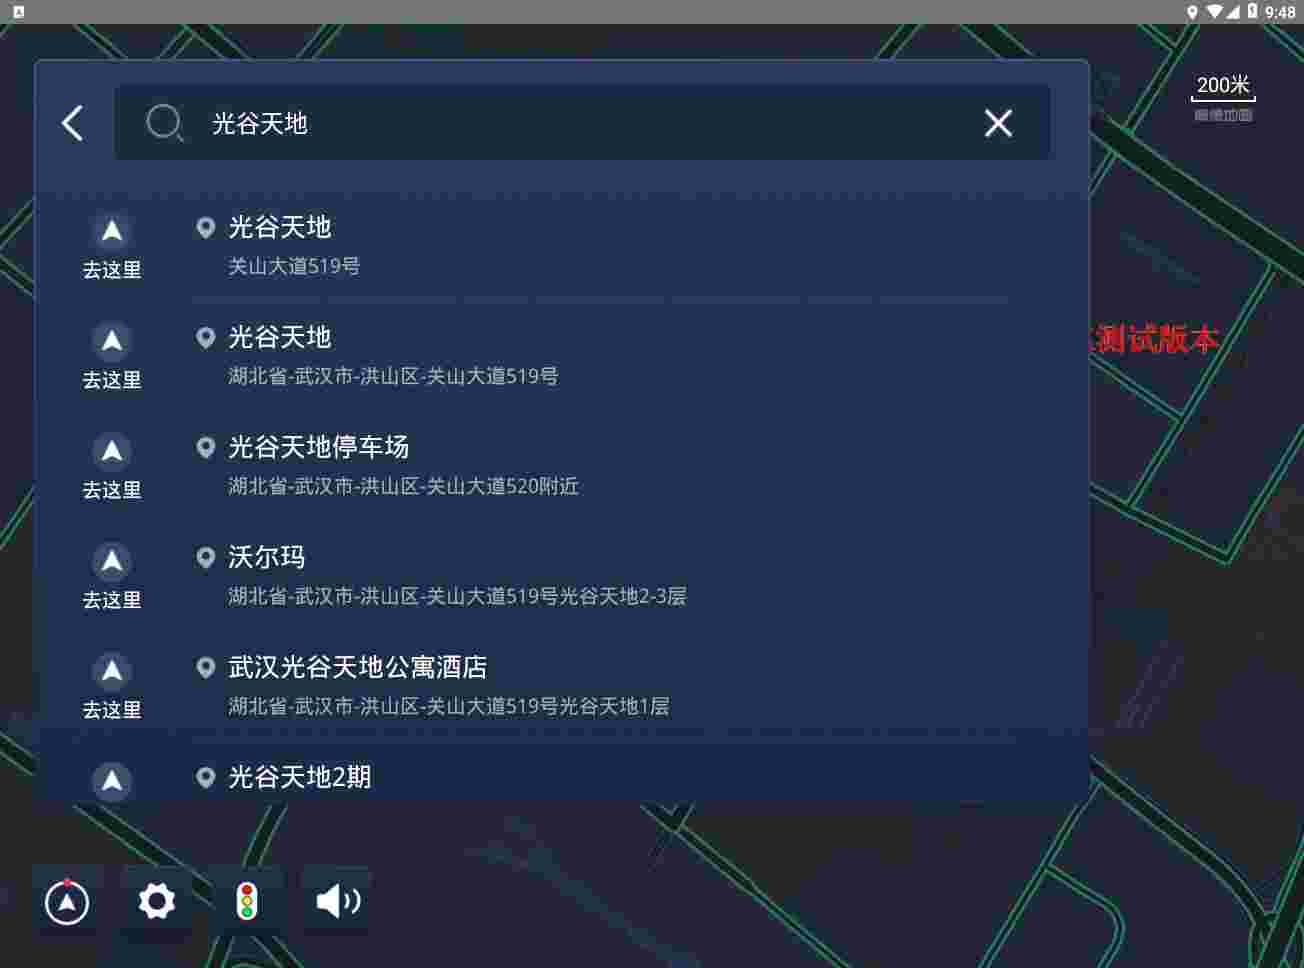 9:48
200米
光谷天地
光谷天地
去这里
关山大道519号
光谷天地
去这里
湖北省-武汉市-洪山区-关山大道519号
测试版本
光谷天地停车场
去这里
湖北省-武汉市-洪山区-关山大道520附近
沃尔玛
去这里
湖北省-武汉市-洪山区-关山大道519号光谷天地2-3层
武汉光谷天地公寓酒店
去这里
湖北省-武汉市-洪山区-关山大道519号光谷天地1层
光谷天地2期